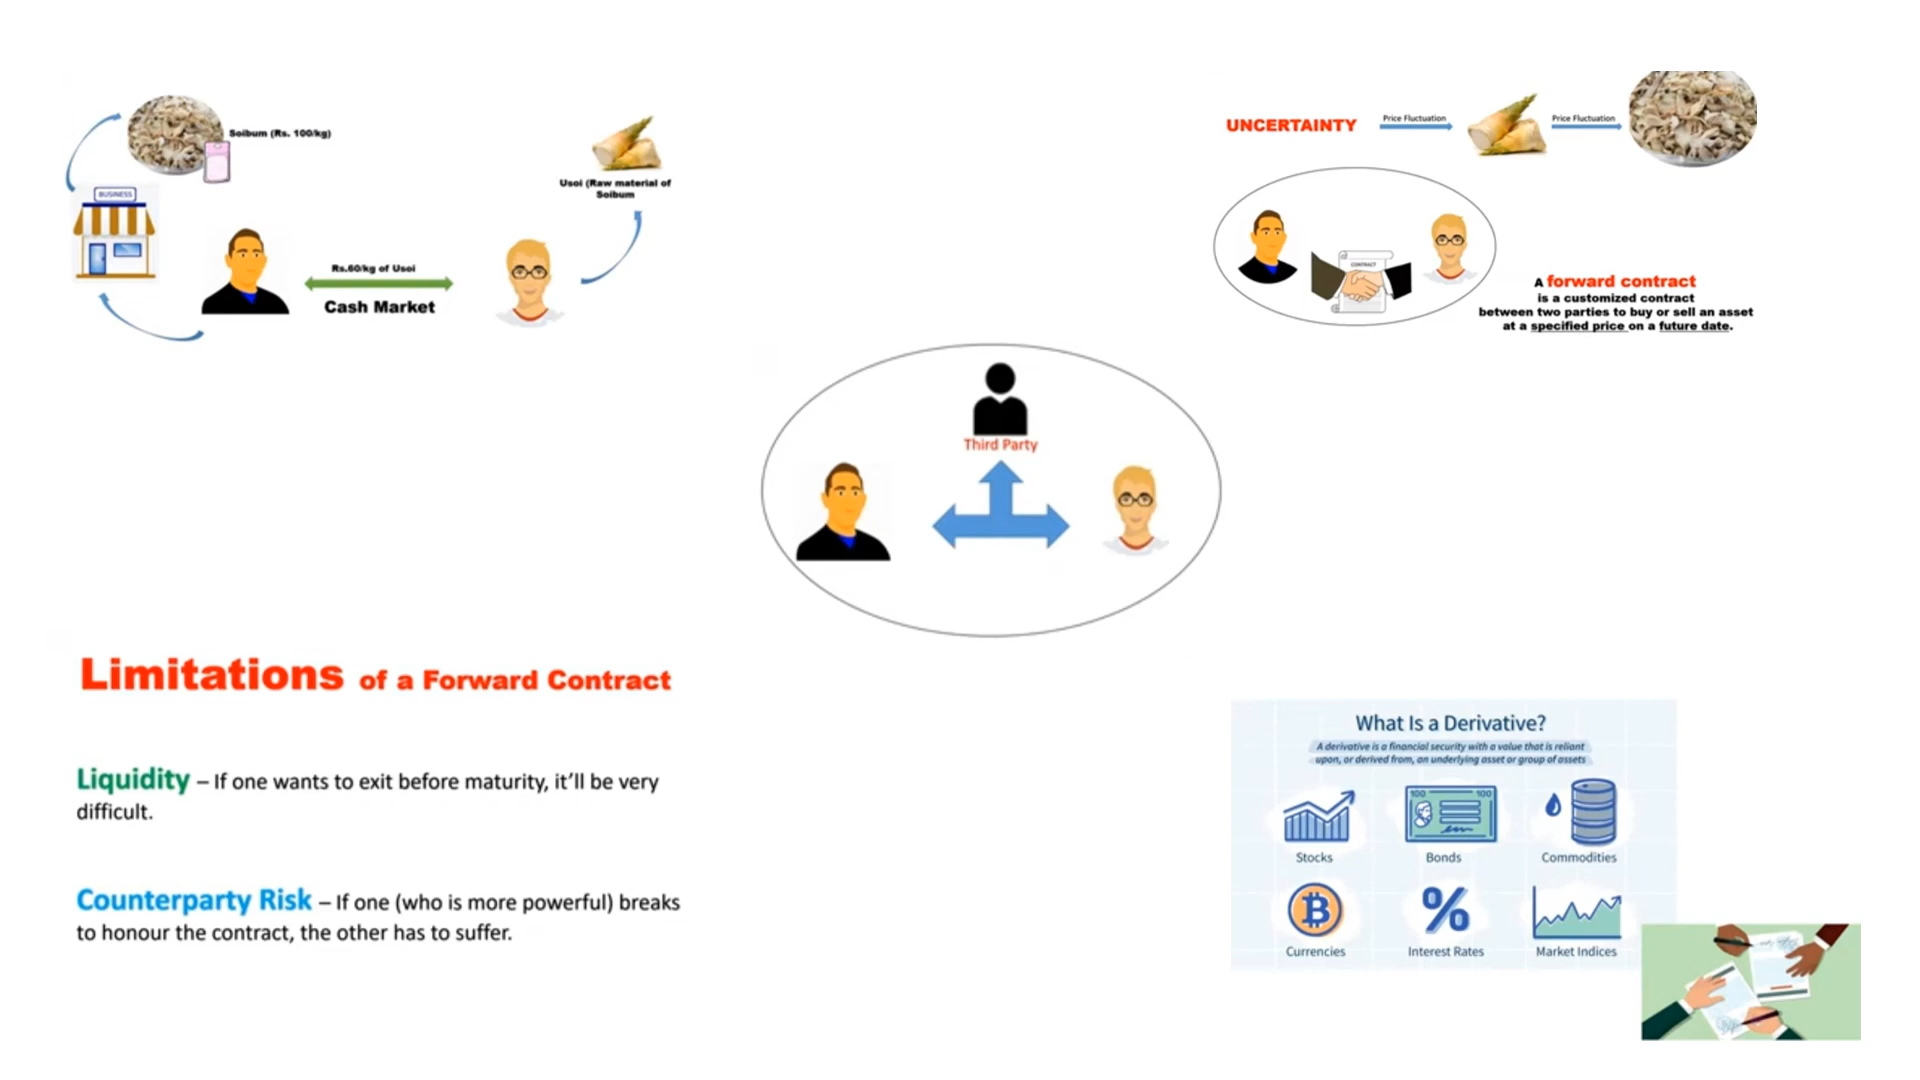 Soibum (Rs. 100/kg)
BUSINESS
Usoi (Raw material of
Soibum
Rs.60/kg of Usoi
Cash Market
UNCERTAINTY
Price Fluctuation
Price Fluctuation
CONTRACT
A forward contract
is a customized contract
between two parties to buy or sell an asset
at a specified price on a future date.
Third Party
Limitations of a Forward Contract
Liquidity – If one wants to exit before maturity, it'll be very
difficult.
Counterparty Risk – If one (who is more powerful) breaks
to honour the contract, the other has to suffer.
What Is a Derivative?
A derivative is a financial security with a value that is reliant
upon, or derived from, an underlying asset or group of assets
100 100
Stocks
Bonds
Commodities
Currencies
Interest Rates
Market Indices